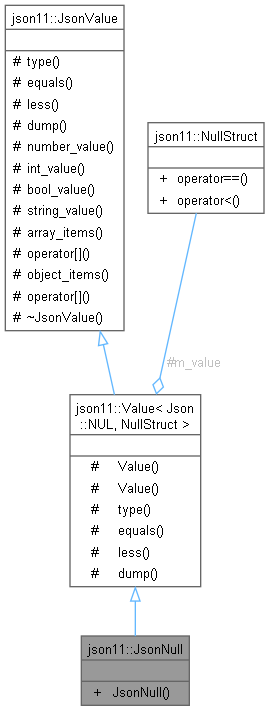 json11::JsonValue
# type()
# equals()
# less()
# dump()
# number_value()
# int_value()
# bool_value()
# string_value()
# array_items()
# operator[]()
# object_items()
# operator[]()
# ~JsonValue()
json11::NullStruct
+ operator==()
+ operator<()
#m_value
json11::Value< Json
::NUL, NullStruct >
# Value()
# Value()
# type()
# equals()
# less()
# dump()
json11::JsonNull
+ JsonNull()